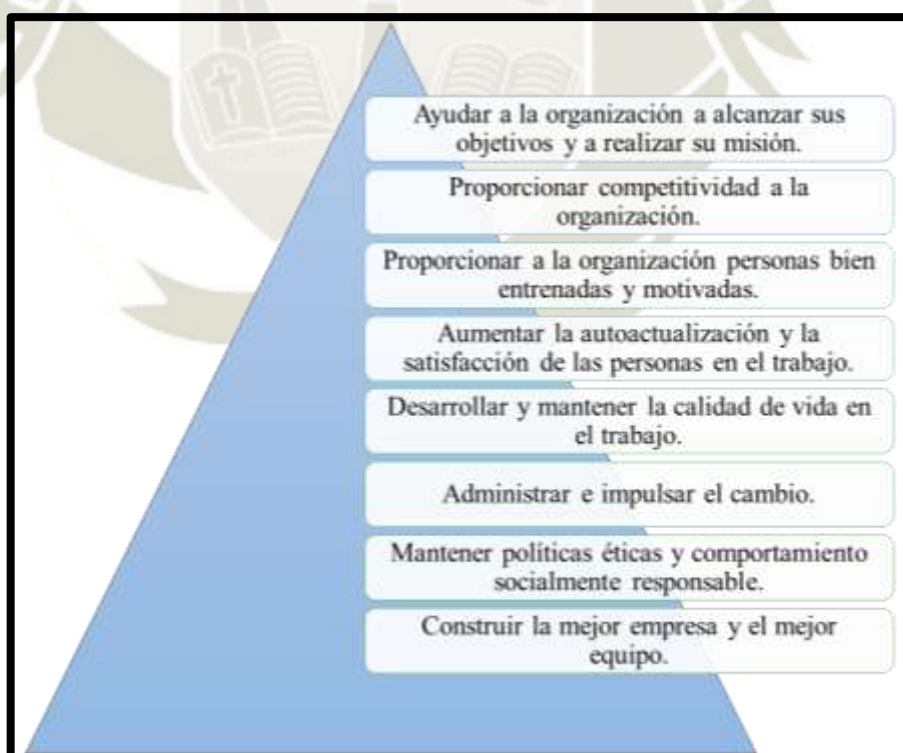 Ayudar a la organización a alcanzar sus
objetivos y a realizar su misión.
Proporcionar competitividad a la
organización.
Proporcionar a la organización personas bien
entrenadas y motivadas.
Aumentar la autoactualización y la
satisfacción de las personas en el trabajo.
Desarrollar y mantener la calidad de vida en
el trabajo.
Administrar e impulsar el cambio.
Mantener políticas éticas y comportamiento
socialmente responsable.
Construir la mejor empresa y el mejor
equipo.